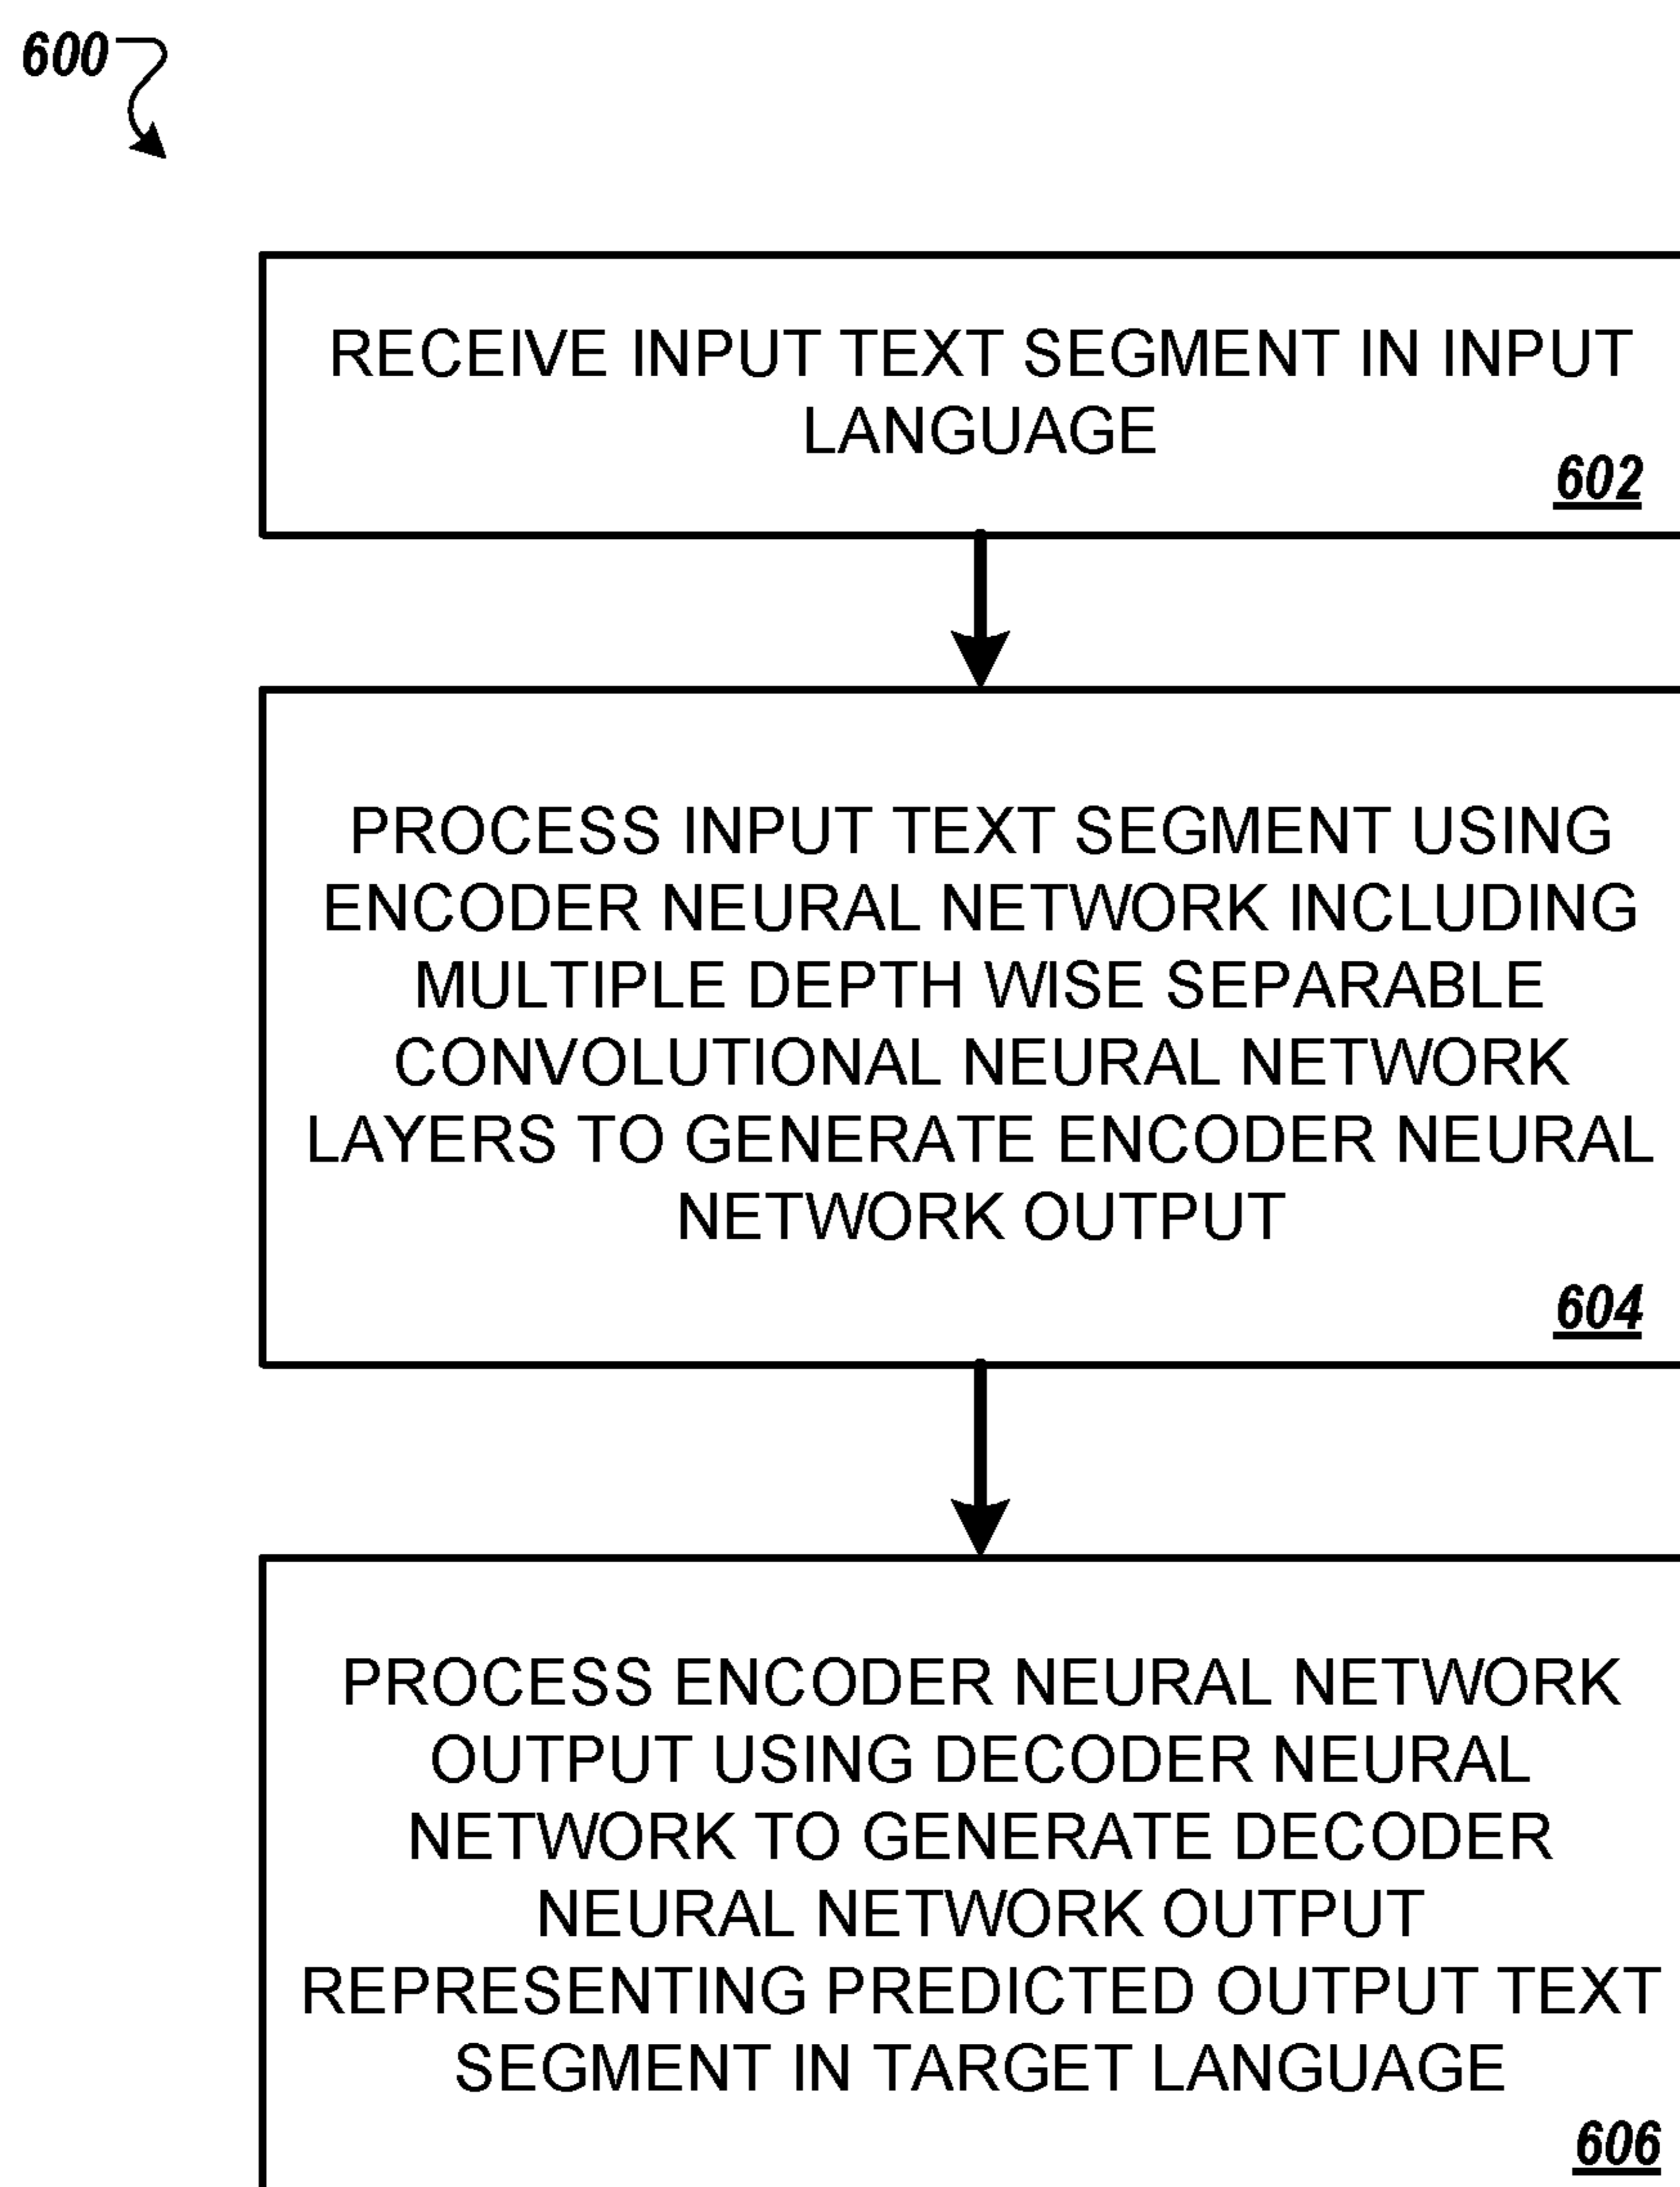 600
RECEIVE INPUT TEXT SEGMENT IN INPUT
LANGUAGE
602
PROCESS INPUT TEXT SEGMENT USING
ENCODER NEURAL NETWORK INCLUDING
MULTIPLE DEPTH WISE SEPARABLE
CONVOLUTIONAL NEURAL NETWORK
LAYERS TO GENERATE ENCODER NEURAL
NETWORK OUTPUT
604
PROCESS ENCODER NEURAL NETWORK
OUTPUT USING DECODER NEURAL
NETWORK TO GENERATE DECODER
NEURAL NETWORK OUTPUT
REPRESENTING PREDICTED OUTPUT TEXT
SEGMENT IN TARGET LANGUAGE
606